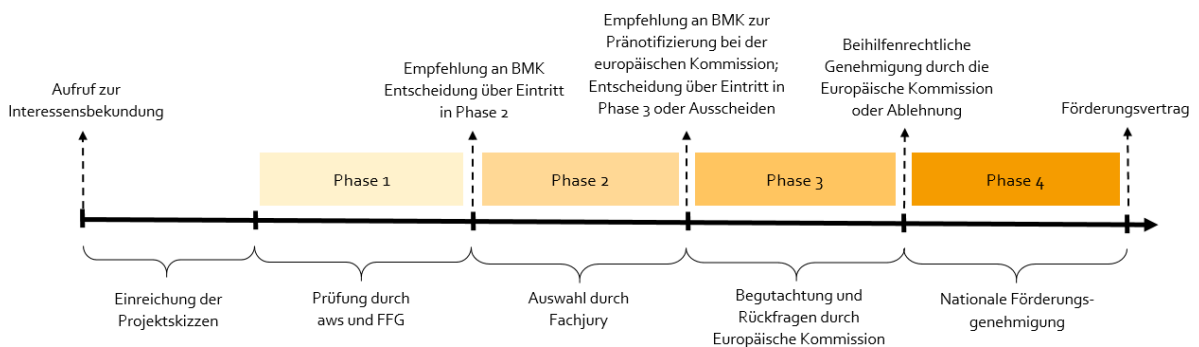 Aufruf zur
Interessensbekundung
Empfehlung an BMK
Entscheidung über Eintritt
in Phase 2
Empfehlung an BMK zur
Pränotifizierung bei der
europäischen Kommission;
Entscheidung über Eintritt in
Phase 3 oder Ausscheiden
Beihilfenrechtliche
Genehmigung durch die
Europäische Kommission
oder Ablehnung
Förderungsvertrag
Phase 1
Phase 2
Phase 3
Phase 4
Einreichung der
Projektskizzen
Prüfung durch
aws und FFG
Auswahl durch
Fachjury
Begutachtung und
Rückfragen durch
Europäische Kommission
Nationale Förderungs-
genehmigung